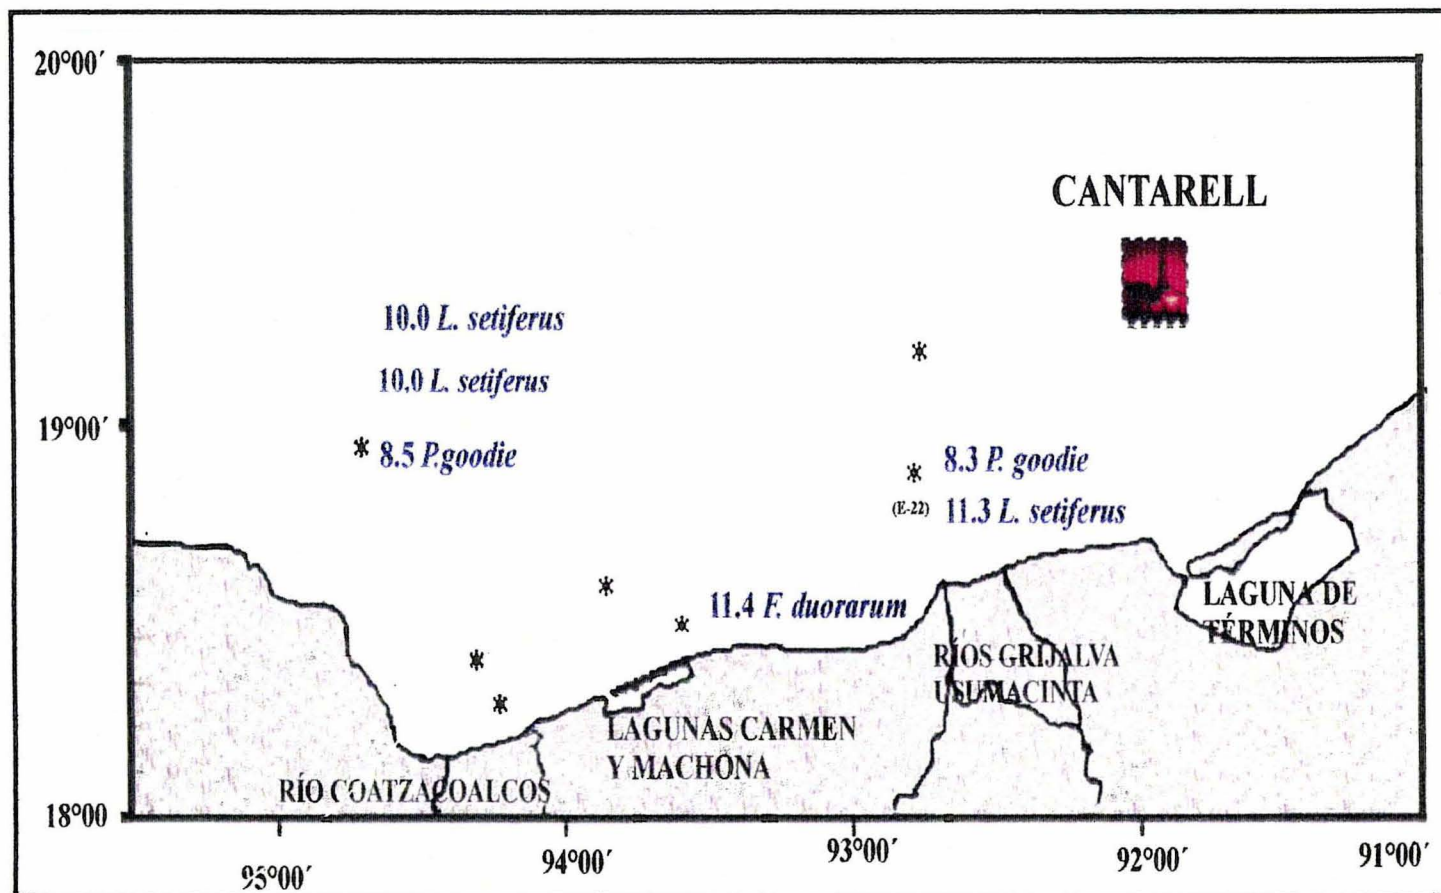 20°00´
CANTARELL
10.0 L. setiferus
10.0 L. setiferus
19°00´
8.5 P.goodie
8.3 P. goodie
(E-22)
11.3 L. setiferus
11.4 F. duorarum
LAGUNA DE
TÉRMINOS
RÍOS GRIJALVA
USUMACINTA
LAGUNAS CARMEN
Y MACHONA
RÍO COATZACOALCOS
18°00
95°00´
94°00´
93°00´
92°00´
91°00´